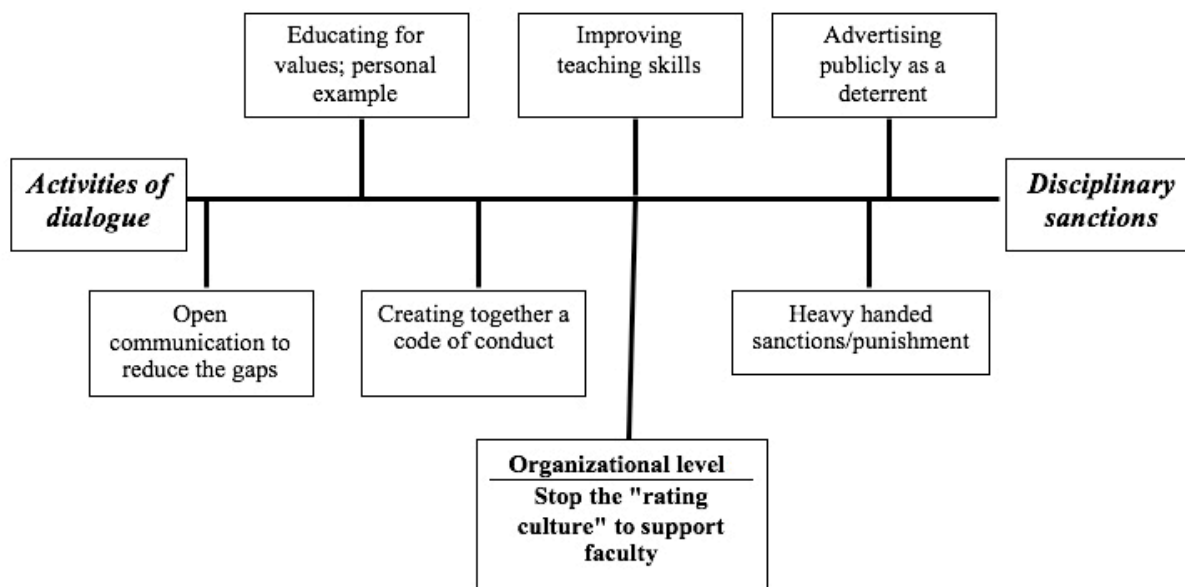 Educating for
values; personal
example
Improving
teaching skills
Advertising
publicly as a
deterrent
Activities of
dialogue
Disciplinary
sanctions
Open
communication to
reduce the gaps
Creating together a
code of conduct
Heavy handed
sanctions/punishment
Organizational level
Stop the "rating
culture" to support
faculty